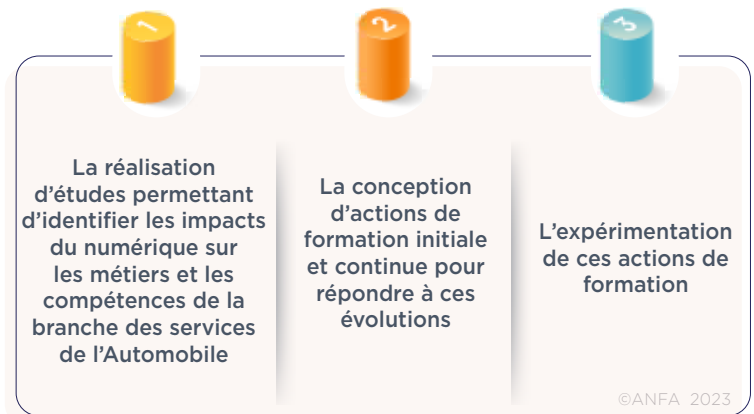 1
2
3
La réalisation
d'études permettant
d'identifier les impacts
du numérique sur
les métiers et les
compétences de la
branche des services
de l'Automobile
La conception
d'actions de
formation initiale
et continue pour
répondre à ces
évolutions
L'expérimentation
de ces actions de
formation
©ANFA 2023